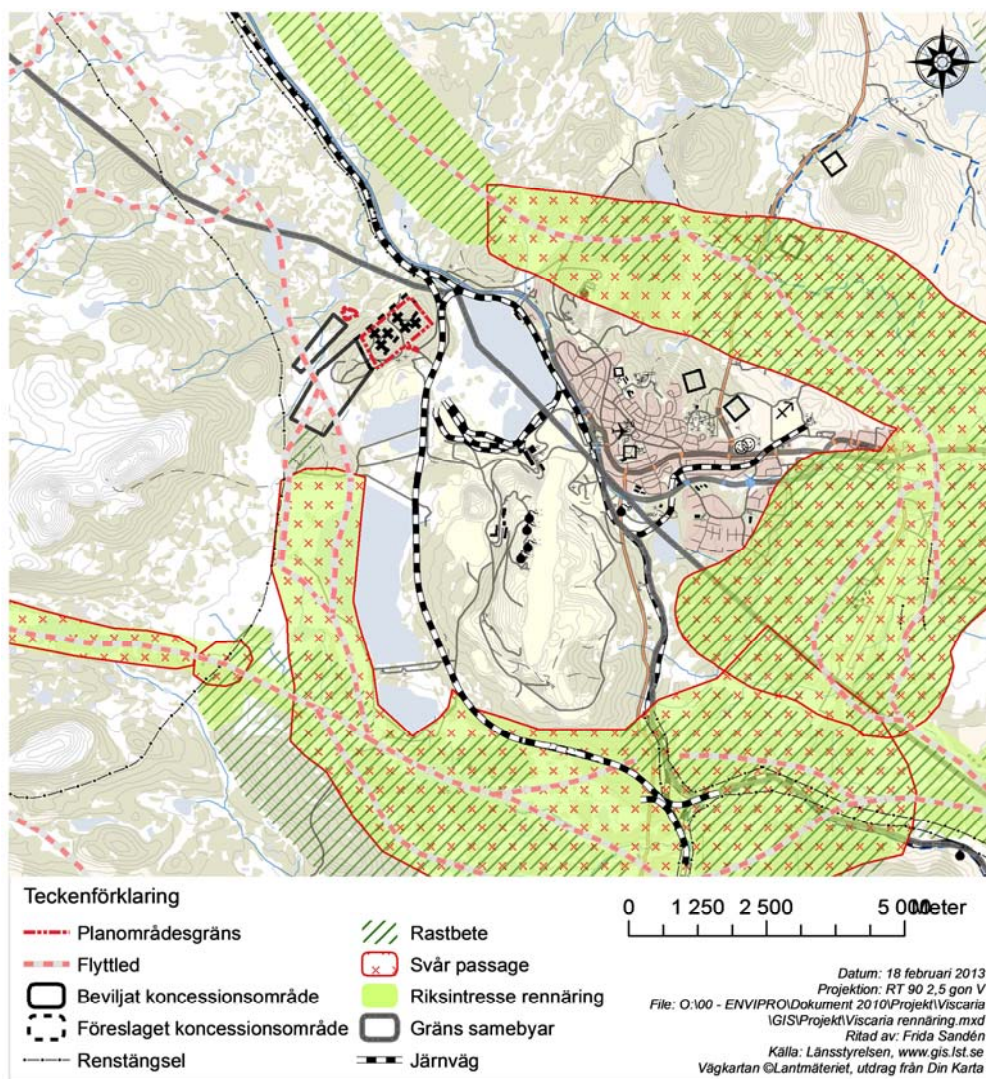 Teckenförklaring
Planområdesgräns
Flyttled
Beviljat koncessionsområde
Föreslaget koncessionsområde
Renstängsel
Rastbete
Svår passage
Riksintresse rennäring
Gräns samebyar
Järnväg
0 1 250 2 500 5 000 Meter
Datum: 18 februari 2013
Projektion: RT 90 2,5 gon V
File: O:\00 - ENVIPRO\Dokument 2010\Projekt\Viscaria
\GIS\Projekt\Viscaria rennäring.mxd
Ritad av: Frida Sandén
Källa: Länsstyrelsen, www.gis.lst.se
Vägkartan ©Lantmäteriet, utdrag från Din Karta